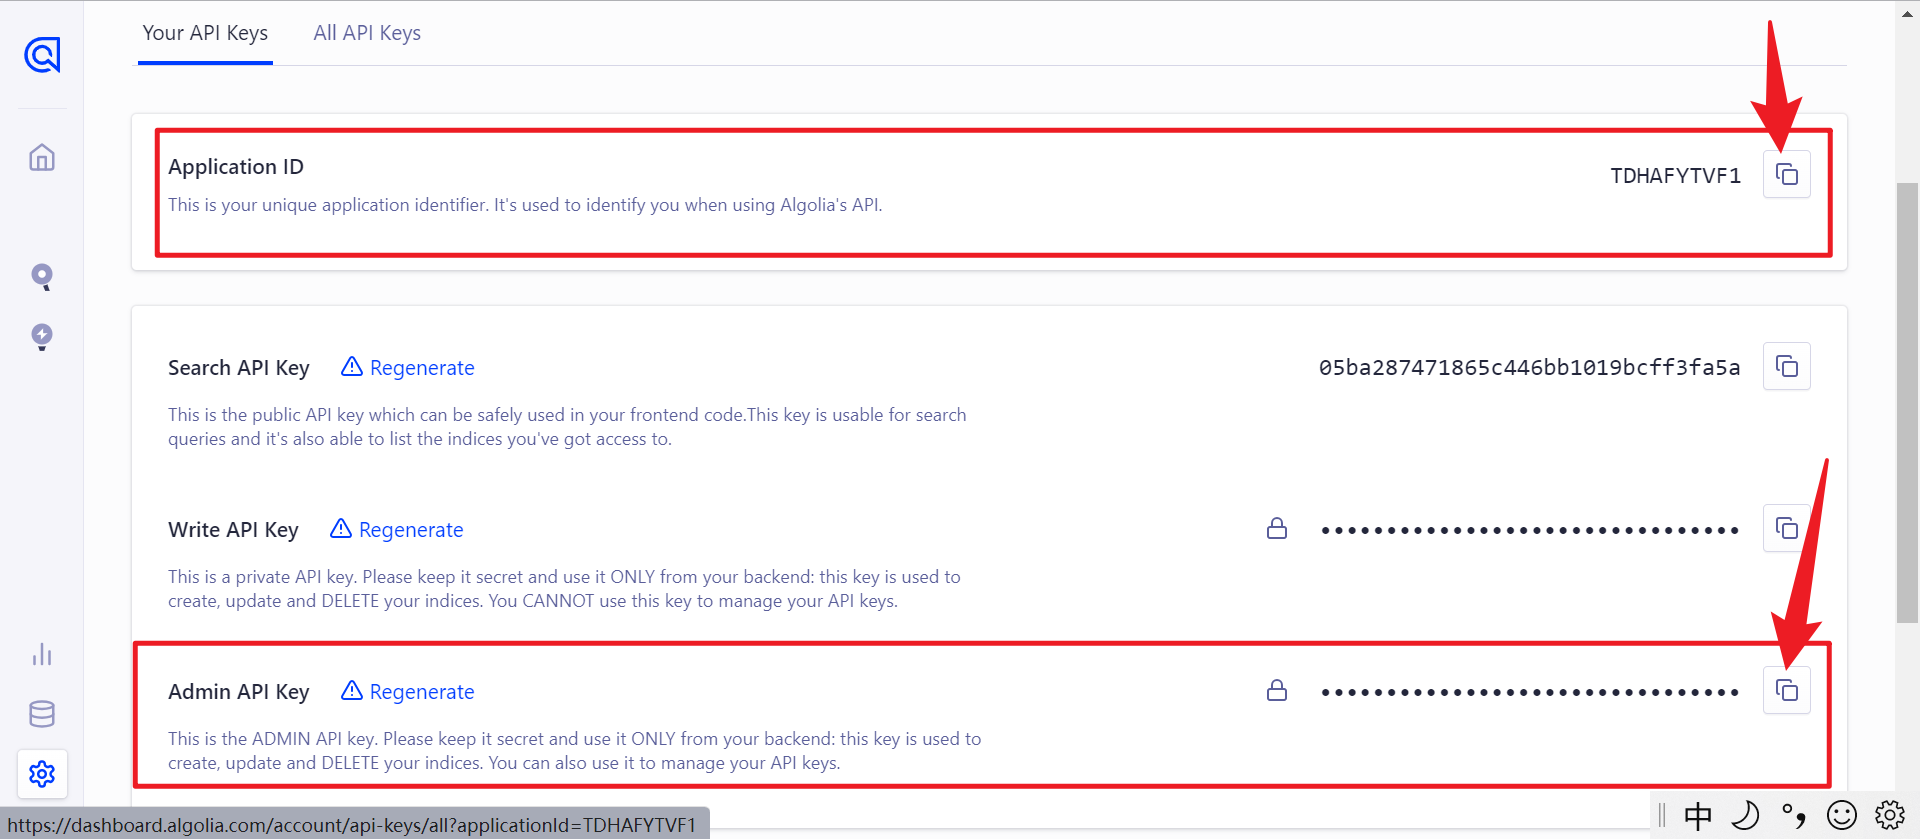 Your API Keys
All API Keys
Application ID
TDHAFYTVF1
This is your unique application identifier. It's used to identify you when using Algolia's API.
Search API Key
Regenerate
05ba287471865c446bb1019bcff3fa5a
This is the public API key which can be safely used in your frontend code.This key is usable for search
queries and it's also able to list the indices you've got access to.
Write API Key
Regenerate
••••••••••••••••••••••••••••••••
This is a private API key. Please keep it secret and use it ONLY from your backend: this key is used to
create, update and DELETE your indices. You CANNOT use this key to manage your API keys.
Admin API Key
Regenerate
••••••••••••••••••••••••••••••••
This is the ADMIN API key. Please keep it secret and use it ONLY from your backend: this key is used to
create, update and DELETE your indices. You can also use it to manage your API keys.
https://dashboard.algolia.com/account/api-keys/all?applicationId=TDHAFYTVF1
中